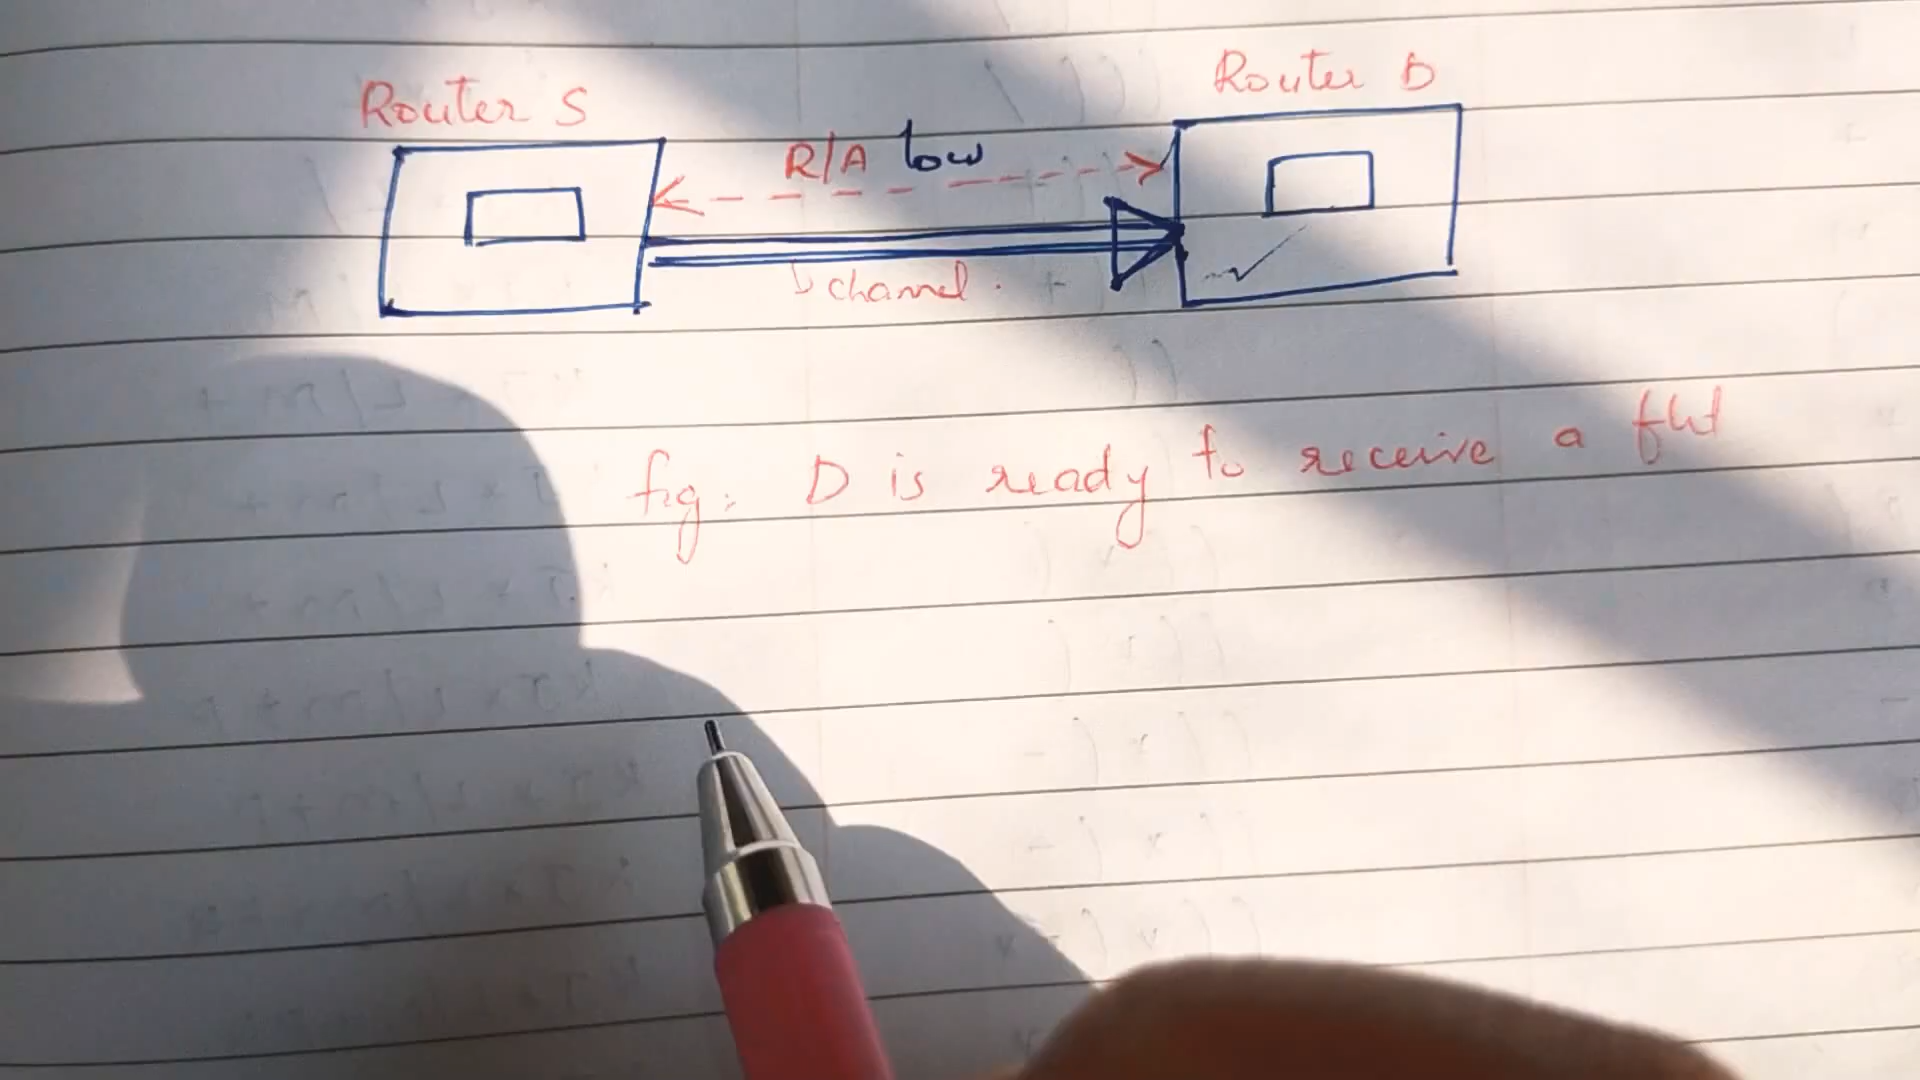 Router S
Router D
R/A low
channel.
fig: D is ready to receive a flit